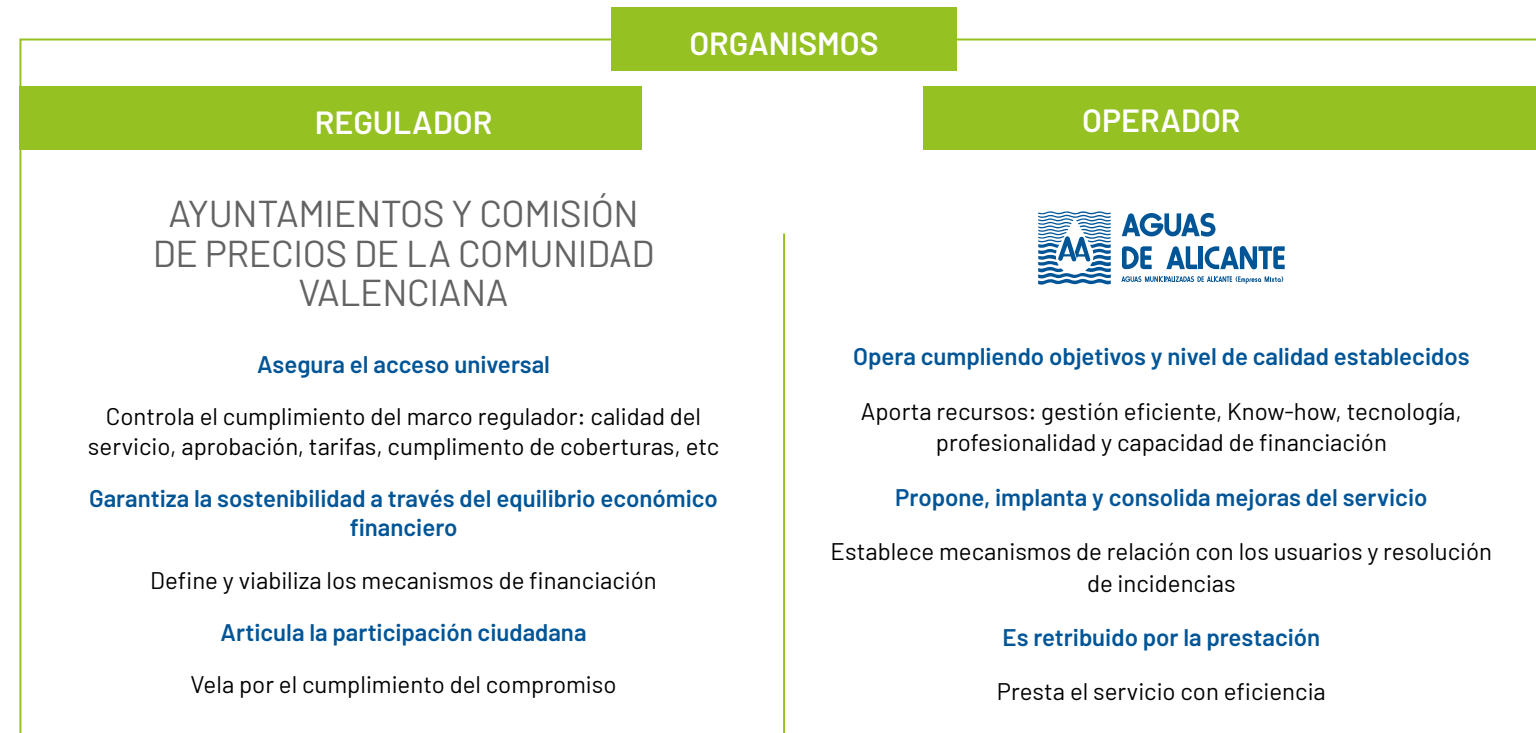 ORGANISMOS
REGULADOR
AYUNTAMIENTOS Y COMISIÓN
DE PRECIOS DE LA COMUNIDAD
VALENCIANA
Asegura el acceso universal
Controla el cumplimiento del marco regulador: calidad del
servicio, aprobación, tarifas, cumplimento de coberturas, etc
Garantiza la sostenibilidad a través del equilibrio económico
financiero
Define y viabiliza los mecanismos de financiación
Articula la participación ciudadana
Vela por el cumplimiento del compromiso
OPERADOR
AA
AGUAS
DE ALICANTE
AGUAS MUNICIPALIZADAS DE ALICANTE (Empresa Mixta)
Opera cumpliendo objetivos y nivel de calidad establecidos
Aporta recursos: gestión eficiente, Know-how, tecnología,
profesionalidad y capacidad de financiación
Propone, implanta y consolida mejoras del servicio
Establece mecanismos de relación con los usuarios y resolución
de incidencias
Es retribuido por la prestación
Presta el servicio con eficiencia